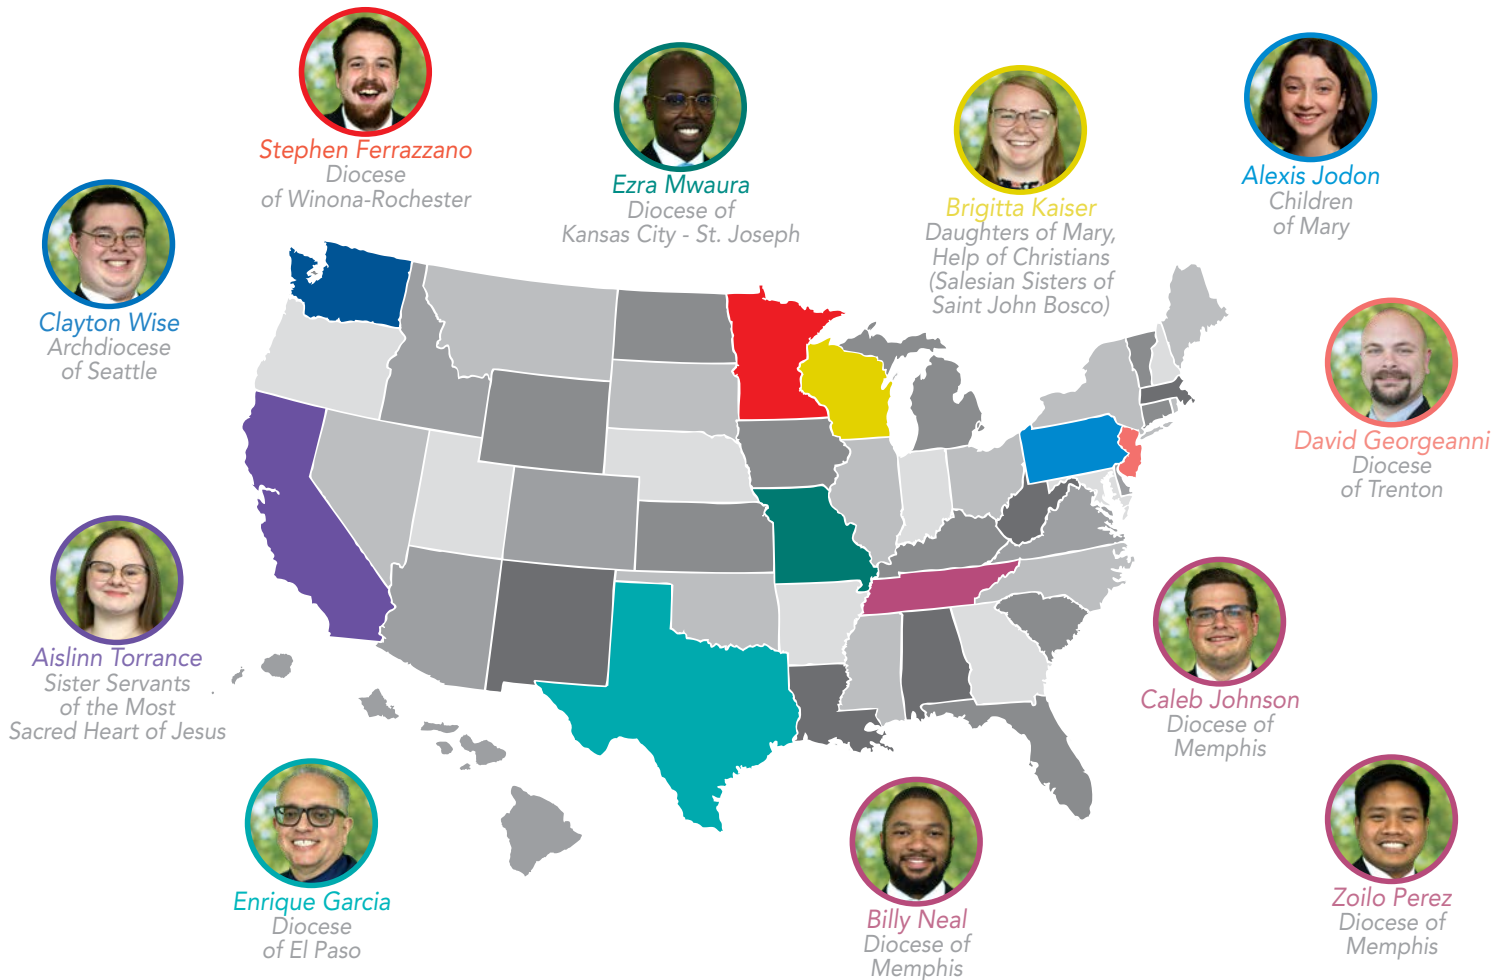 Stephen Ferrazzano
Diocese
of Winona-Rochester
Ezra Mwaura
Diocese of
Kansas City - St. Joseph
Brigitta Kaiser
Daughters of Mary,
Help of Christians
(Salesian Sisters of
Saint John Bosco)
Alexis Jodon
Children
of Mary
Clayton Wise
Archdiocese
of Seattle
David Georgeanni
Diocese
of Trenton
Aislinn Torrance
Sister Servants
of the Most
Sacred Heart of Jesus
Caleb Johnson
Diocese of
Memphis
Enrique Garcia
Diocese
of El Paso
Billy Neal
Diocese of
Memphis
Zoilo Perez
Diocese of
Memphis